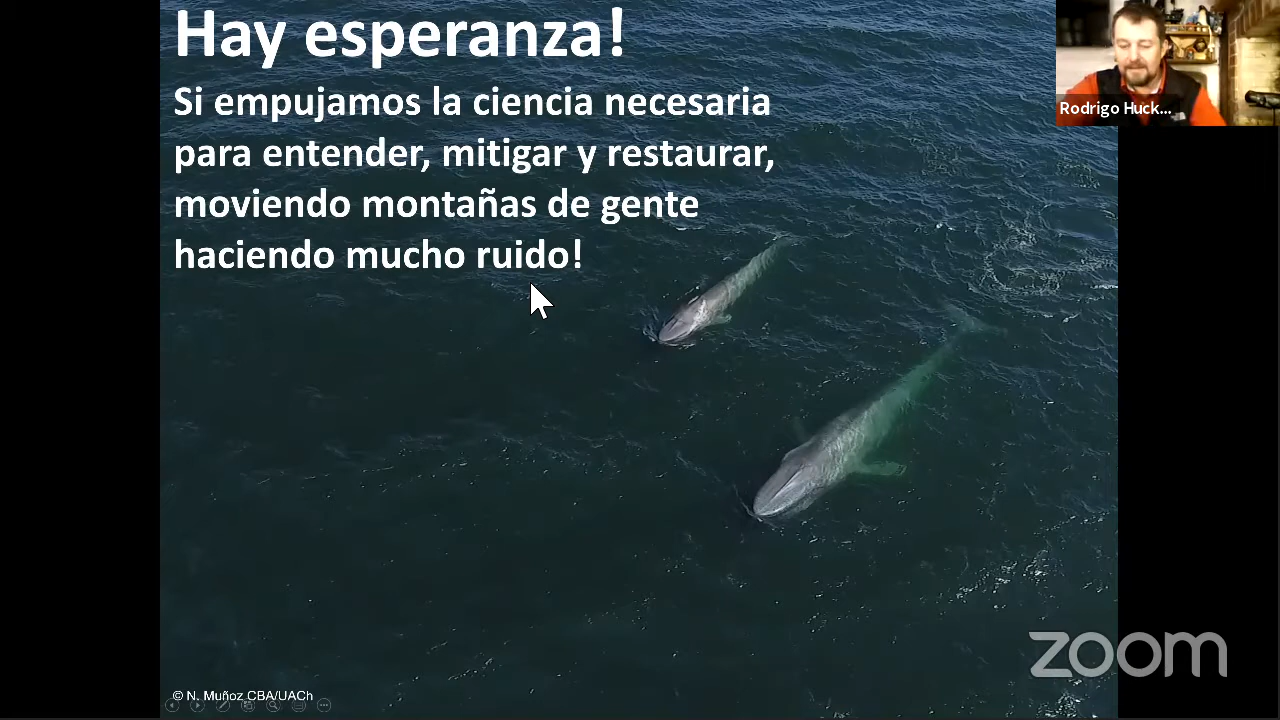 Hay esperanza!
Si empujamos la ciencia necesaria
para entender, mitigar y restaurar,
moviendo montañas de gente
haciendo mucho ruido!
Rodrigo Huck...
zoom
© N. Muñoz CBA/UACh